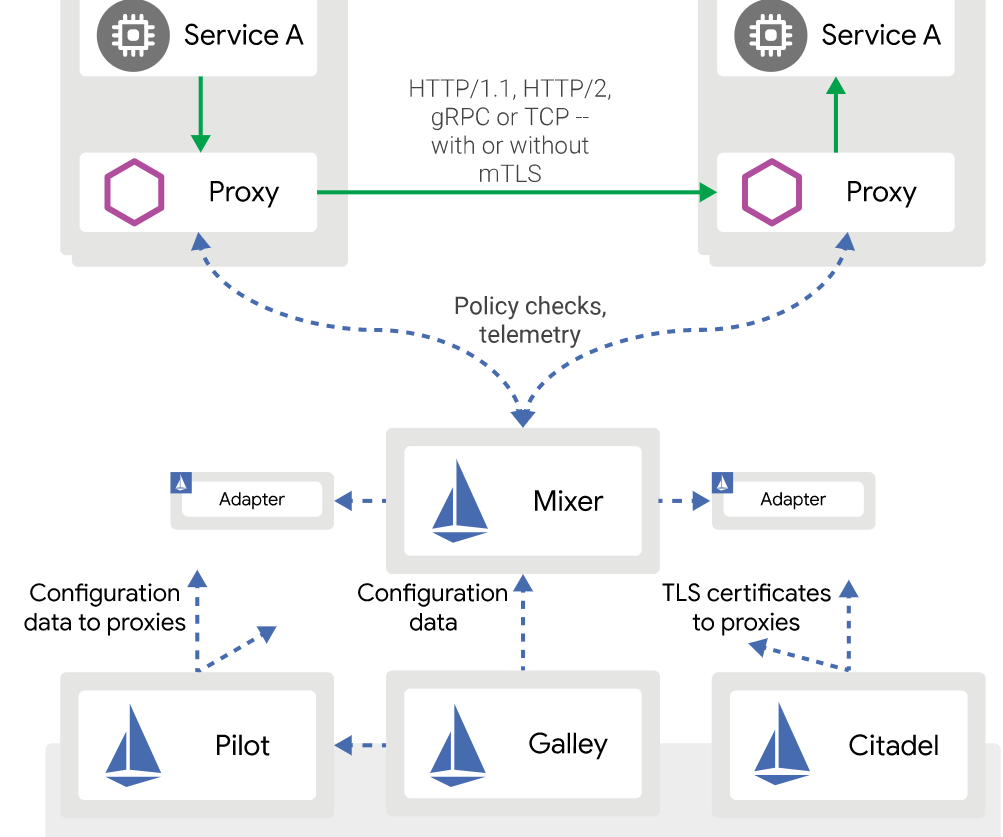 Service A
Service A
HTTP/1.1, HTTP/2,
gRPC or TCP --
with or without
mTLS
Proxy
Proxy
Policy checks,
telemetry
Adapter
Mixer
Adapter
Configuration
data to proxies
Configuration
data
TLS certificates
to proxies
Pilot
Galley
Citadel